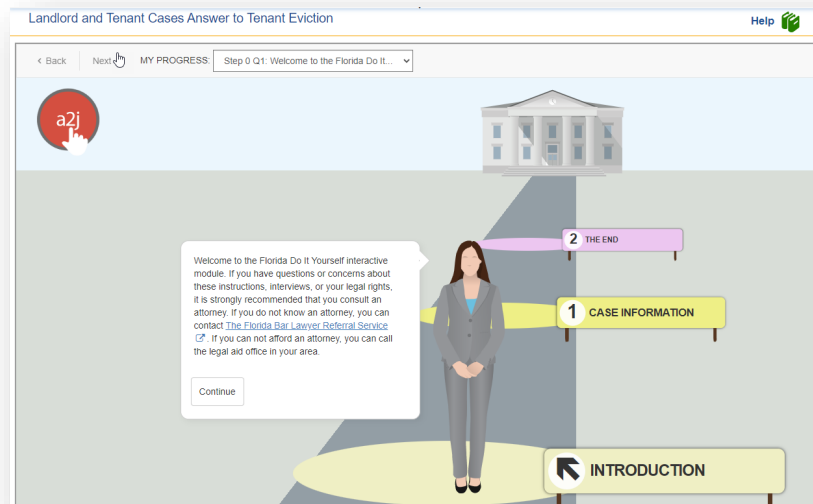 Landlord and Tenant Cases Answer to Tenant Eviction
Help
< Back
Next
MY PROGRESS:
Step 0 Q1: Welcome to the Florida Do It...
a2j
2 THE END
Welcome to the Florida Do It Yourself interactive
module. If you have questions or concerns about
these instructions, interviews, or your legal rights,
it is strongly recommended that you consult an
attorney. If you do not know an attorney, you can
contact The Florida Bar Lawyer Referral Service
. If you can not afford an attorney, you can call
the legal aid office in your area.
Continue
1 CASE INFORMATION
INTRODUCTION